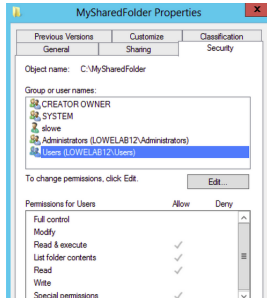 MySharedFolder Properties
X
Previous Versions Customize Classification
General Sharing Security
Object name: C:\MySharedFolder
Group or user names:
CREATOR OWNER
SYSTEM
slowe
Administrators (LOWELAB12\Administrators)
Users (LOWELAB12\Users)
To change permissions, click Edit.
Edit...
Permissions for Users Allow Deny
Full control
Modify
Read & execute
List folder contents
Read
Write
Special permissions